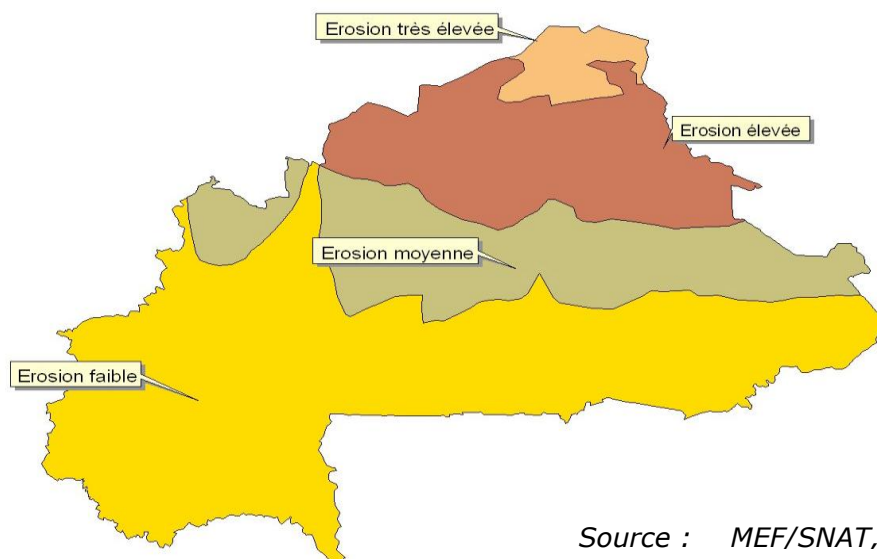 Erosion très élevée
Erosion élevée
Erosion moyenne
Erosion faible
Source : MEF/SNAT,